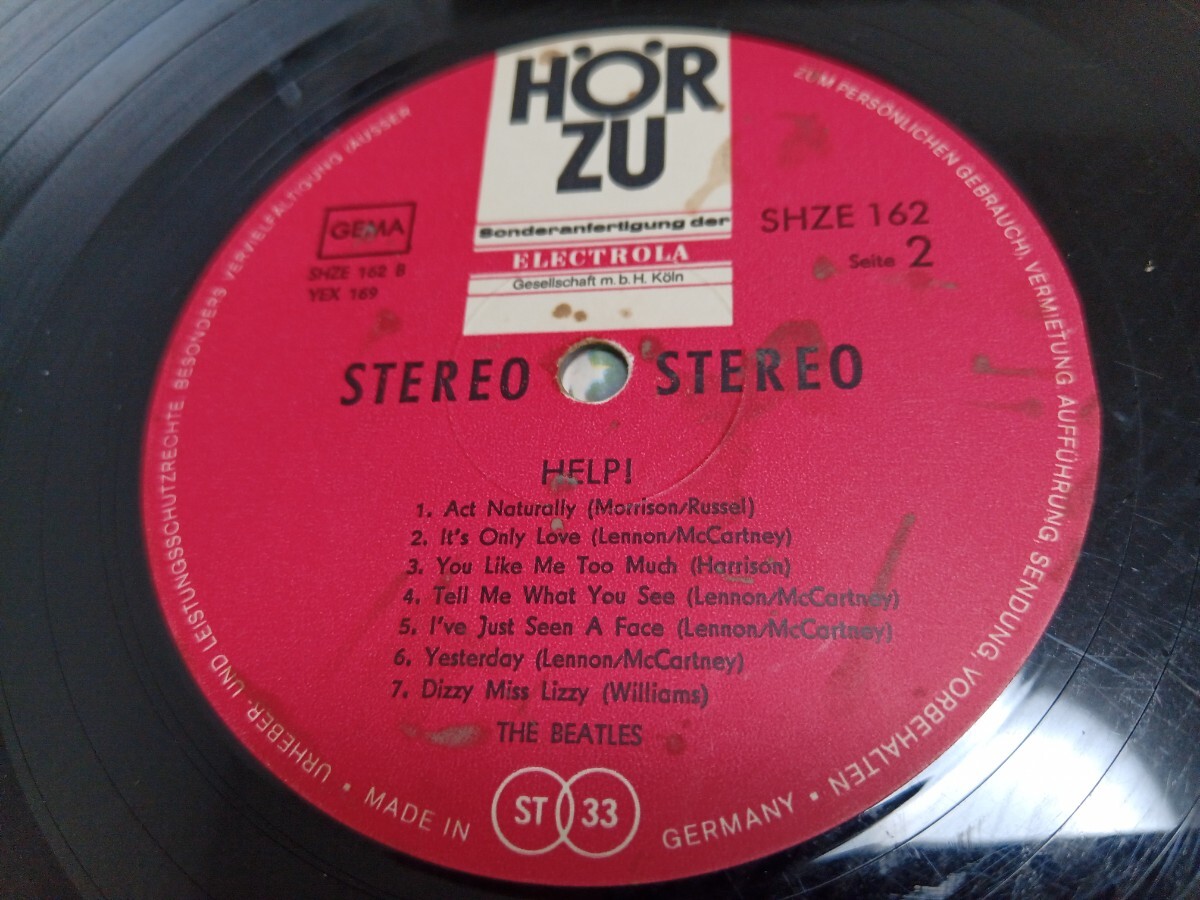 HÖR
ZU
Sonderanfertigung der
ELECTROLA
Gesellschaft m.b.H. Köln
GEMA
SHZE 162 B
YEX 169
SHZE 162
Seite 2
STEREO STEREO
HELP!
1. Act Naturally (Morrison/Russel)
2. It's Only Love (Lennon/McCartney)
3. You Like Me Too Much (Harrison)
4. Tell Me What You See (Lennon/McCartney)
5. I've Just Seen A Face (Lennon/McCartney)
6. Yesterday (Lennon/McCartney)
7. Dizzy Miss Lizzy (Williams)
THE BEATLES
ST 33
MADE IN GERMANY
URHEBER- UND LEISTUNGSSCHUTZRECHTE, BESONDERS VERVIELFÄLTIGUNG (AUSSER ZUM PERSÖNLICHEN GEBRAUCH), VERMIETUNG, AUFFÜHRUNG, SENDUNG, VORBEHALTEN